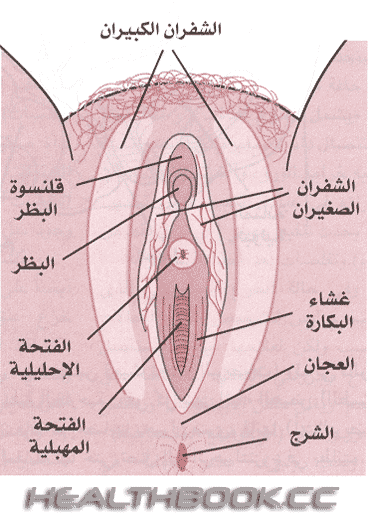 الشفران الكبيران
قلنسوة
البظر
الشفران
الصغيران
البظر
غشاء
البكارة
الفتحة
الإحليلية
العجان
الفتحة
المهبلية
الشرج
HEALTHBOOK.CC